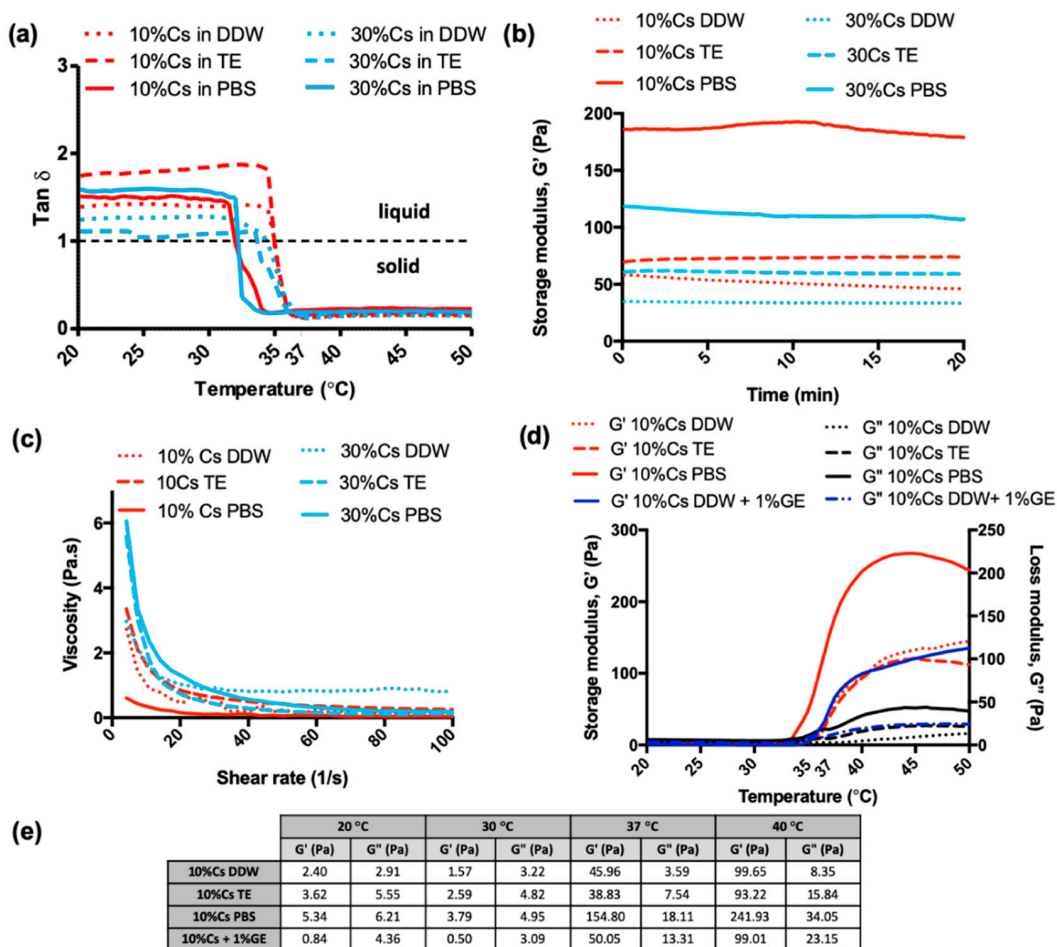 (a)
10%Cs in DDW 30%Cs in DDW
10%Cs in TE 30%Cs in TE
10%Cs in PBS 30%Cs in PBS
3
2
1
0
Tan δ
liquid
solid
20 25 30 35 37 40 45 50
Temperature (°C)
(b)
10%Cs DDW 30%Cs DDW
10%Cs TE 30Cs TE
10%Cs PBS 30%Cs PBS
200
150
100
50
0
Storage modulus, G' (Pa)
0 5 10 15 20
Time (min)
(c)
10% Cs DDW 30%Cs DDW
10Cs TE 30%Cs TE
10% Cs PBS 30%Cs PBS
6
4
2
0
Viscosity (Pa.s)
0 20 40 60 80 100
Shear rate (1/s)
(d)
G' 10%Cs DDW G" 10%Cs DDW
G' 10%Cs TE G" 10%Cs TE
G' 10%Cs PBS G" 10%Cs PBS
G' 10%Cs DDW + 1%GE G" 10%Cs DDW+ 1%GE
300
200
100
0
Storage modulus, G' (Pa)
250
200
150
100
50
0
Loss modulus, G" (Pa)
20 25 30 35 37 40 45 50
Temperature (°C)
(e)
20 °C 30 °C 37 °C 40 °C
G' (Pa) G" (Pa) G' (Pa) G" (Pa) G' (Pa) G" (Pa) G' (Pa) G" (Pa)
10%Cs DDW 2.40 2.91 1.57 3.22 45.96 3.59 99.65 8.35
10%Cs TE 3.62 5.55 2.59 4.82 38.83 7.54 93.22 15.84
10%Cs PBS 5.34 6.21 3.79 4.95 154.80 18.11 241.93 34.05
10%Cs + 1%GE 0.84 4.36 0.50 3.09 50.05 13.31 99.01 23.15